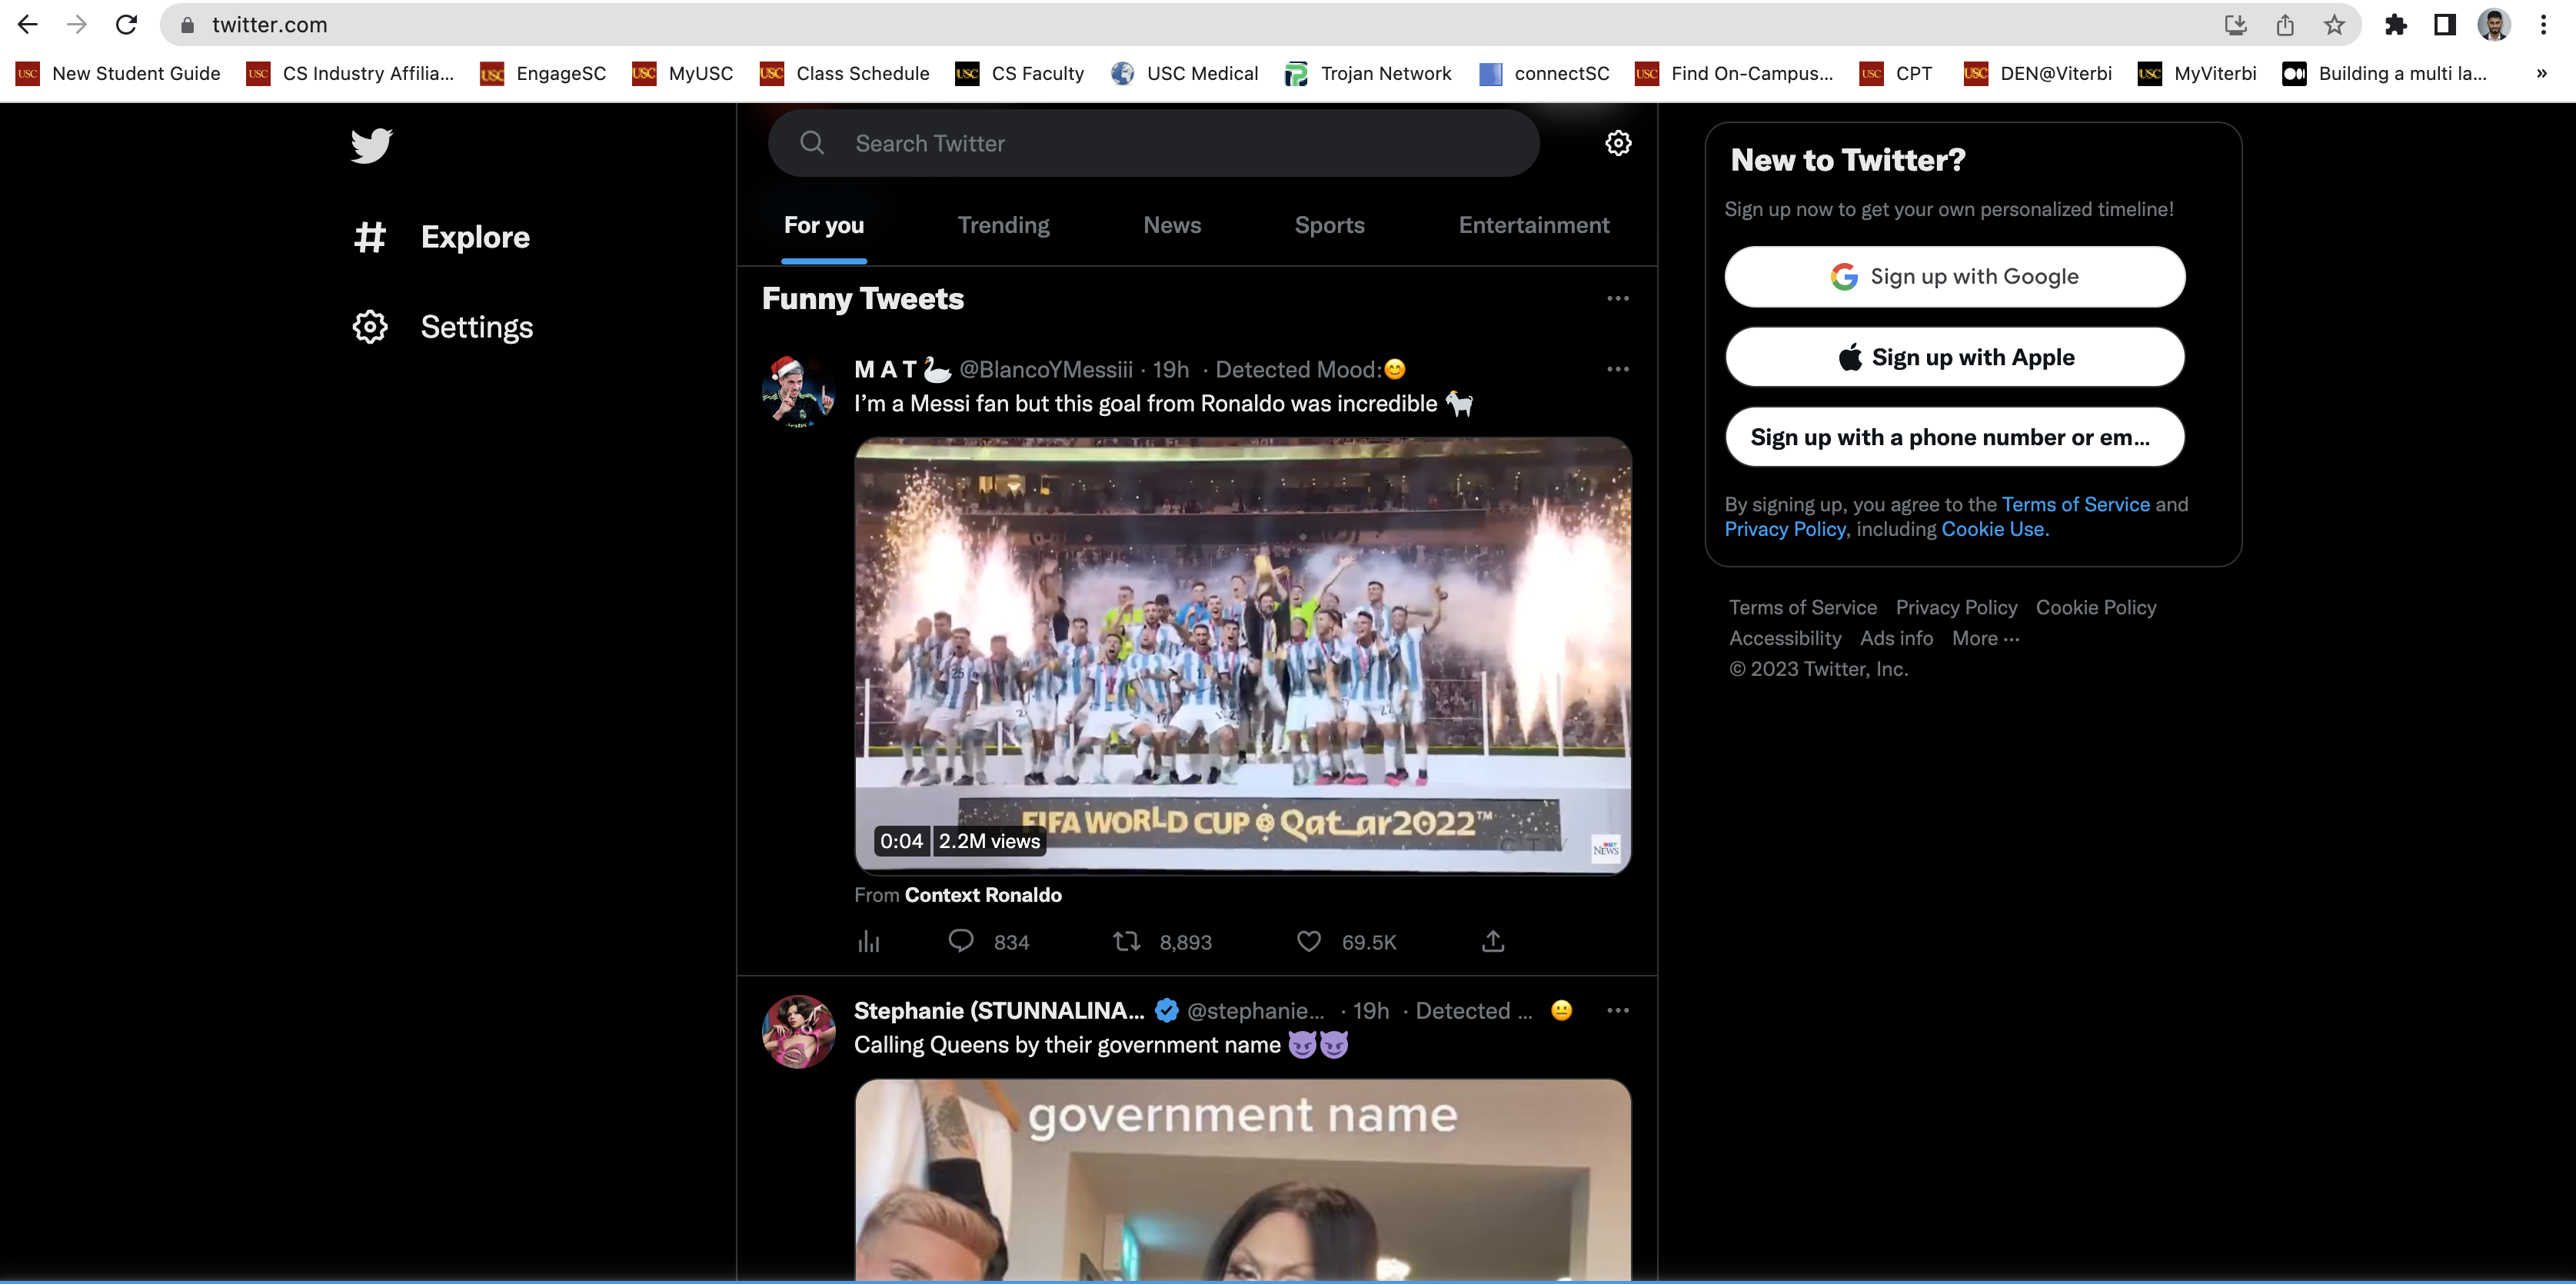 twitter.com
New Student Guide
CS Industry Affilia...
EngageSC
MyUSC
Class Schedule
CS Faculty
USC Medical
Trojan Network
connectSC
Find On-Campus...
CPT
DEN@Viterbi
MyViterbi
Building a multi la...
»
Explore
Settings
Search Twitter
For you
Trending
News
Sports
Entertainment
Funny Tweets
M A T🦢 @BlancoYMessiii · 19h · Detected Mood:😊
I’m a Messi fan but this goal from Ronaldo was incredible 🐐
FIFA WORLD CUP Qatar2022™
0:04
2.2M views
CTV
NEWS
From Context Ronaldo
834
8,893
69.5K
Stephanie (STUNNALINA... @stephanie... · 19h · Detected ... 😐
Calling Queens by their government name 😈😈
government name
New to Twitter?
Sign up now to get your own personalized timeline!
Sign up with Google
Sign up with Apple
Sign up with a phone number or em...
By signing up, you agree to the Terms of Service and
Privacy Policy, including Cookie Use.
Terms of Service Privacy Policy Cookie Policy
Accessibility Ads info More ···
© 2023 Twitter, Inc.